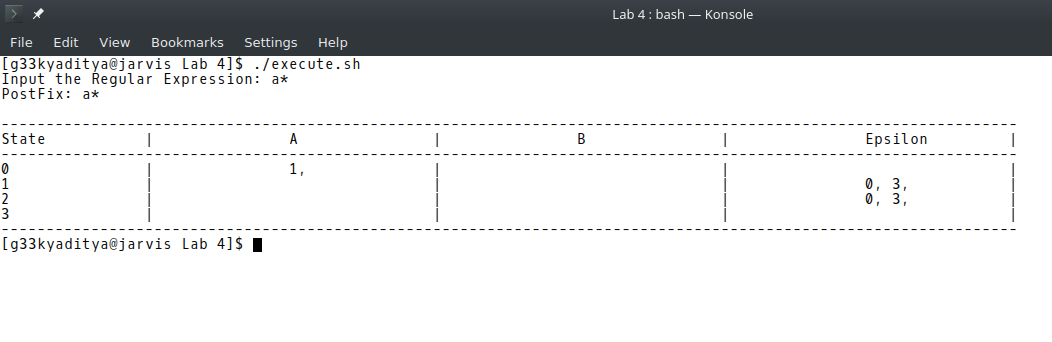 Lab 4 : bash — Konsole
File Edit View Bookmarks Settings Help
[g33kyaditya@jarvis Lab 4]$ ./execute.sh
Input the Regular Expression: a*
PostFix: a*
-----------------------------------------------------------------------------------------------------------------
State | A | B | Epsilon |
-----------------------------------------------------------------------------------------------------------------
0 | 1, | | |
1 | | | 0, 3, |
2 | | | 0, 3, |
3 | | | |
-----------------------------------------------------------------------------------------------------------------
[g33kyaditya@jarvis Lab 4]$